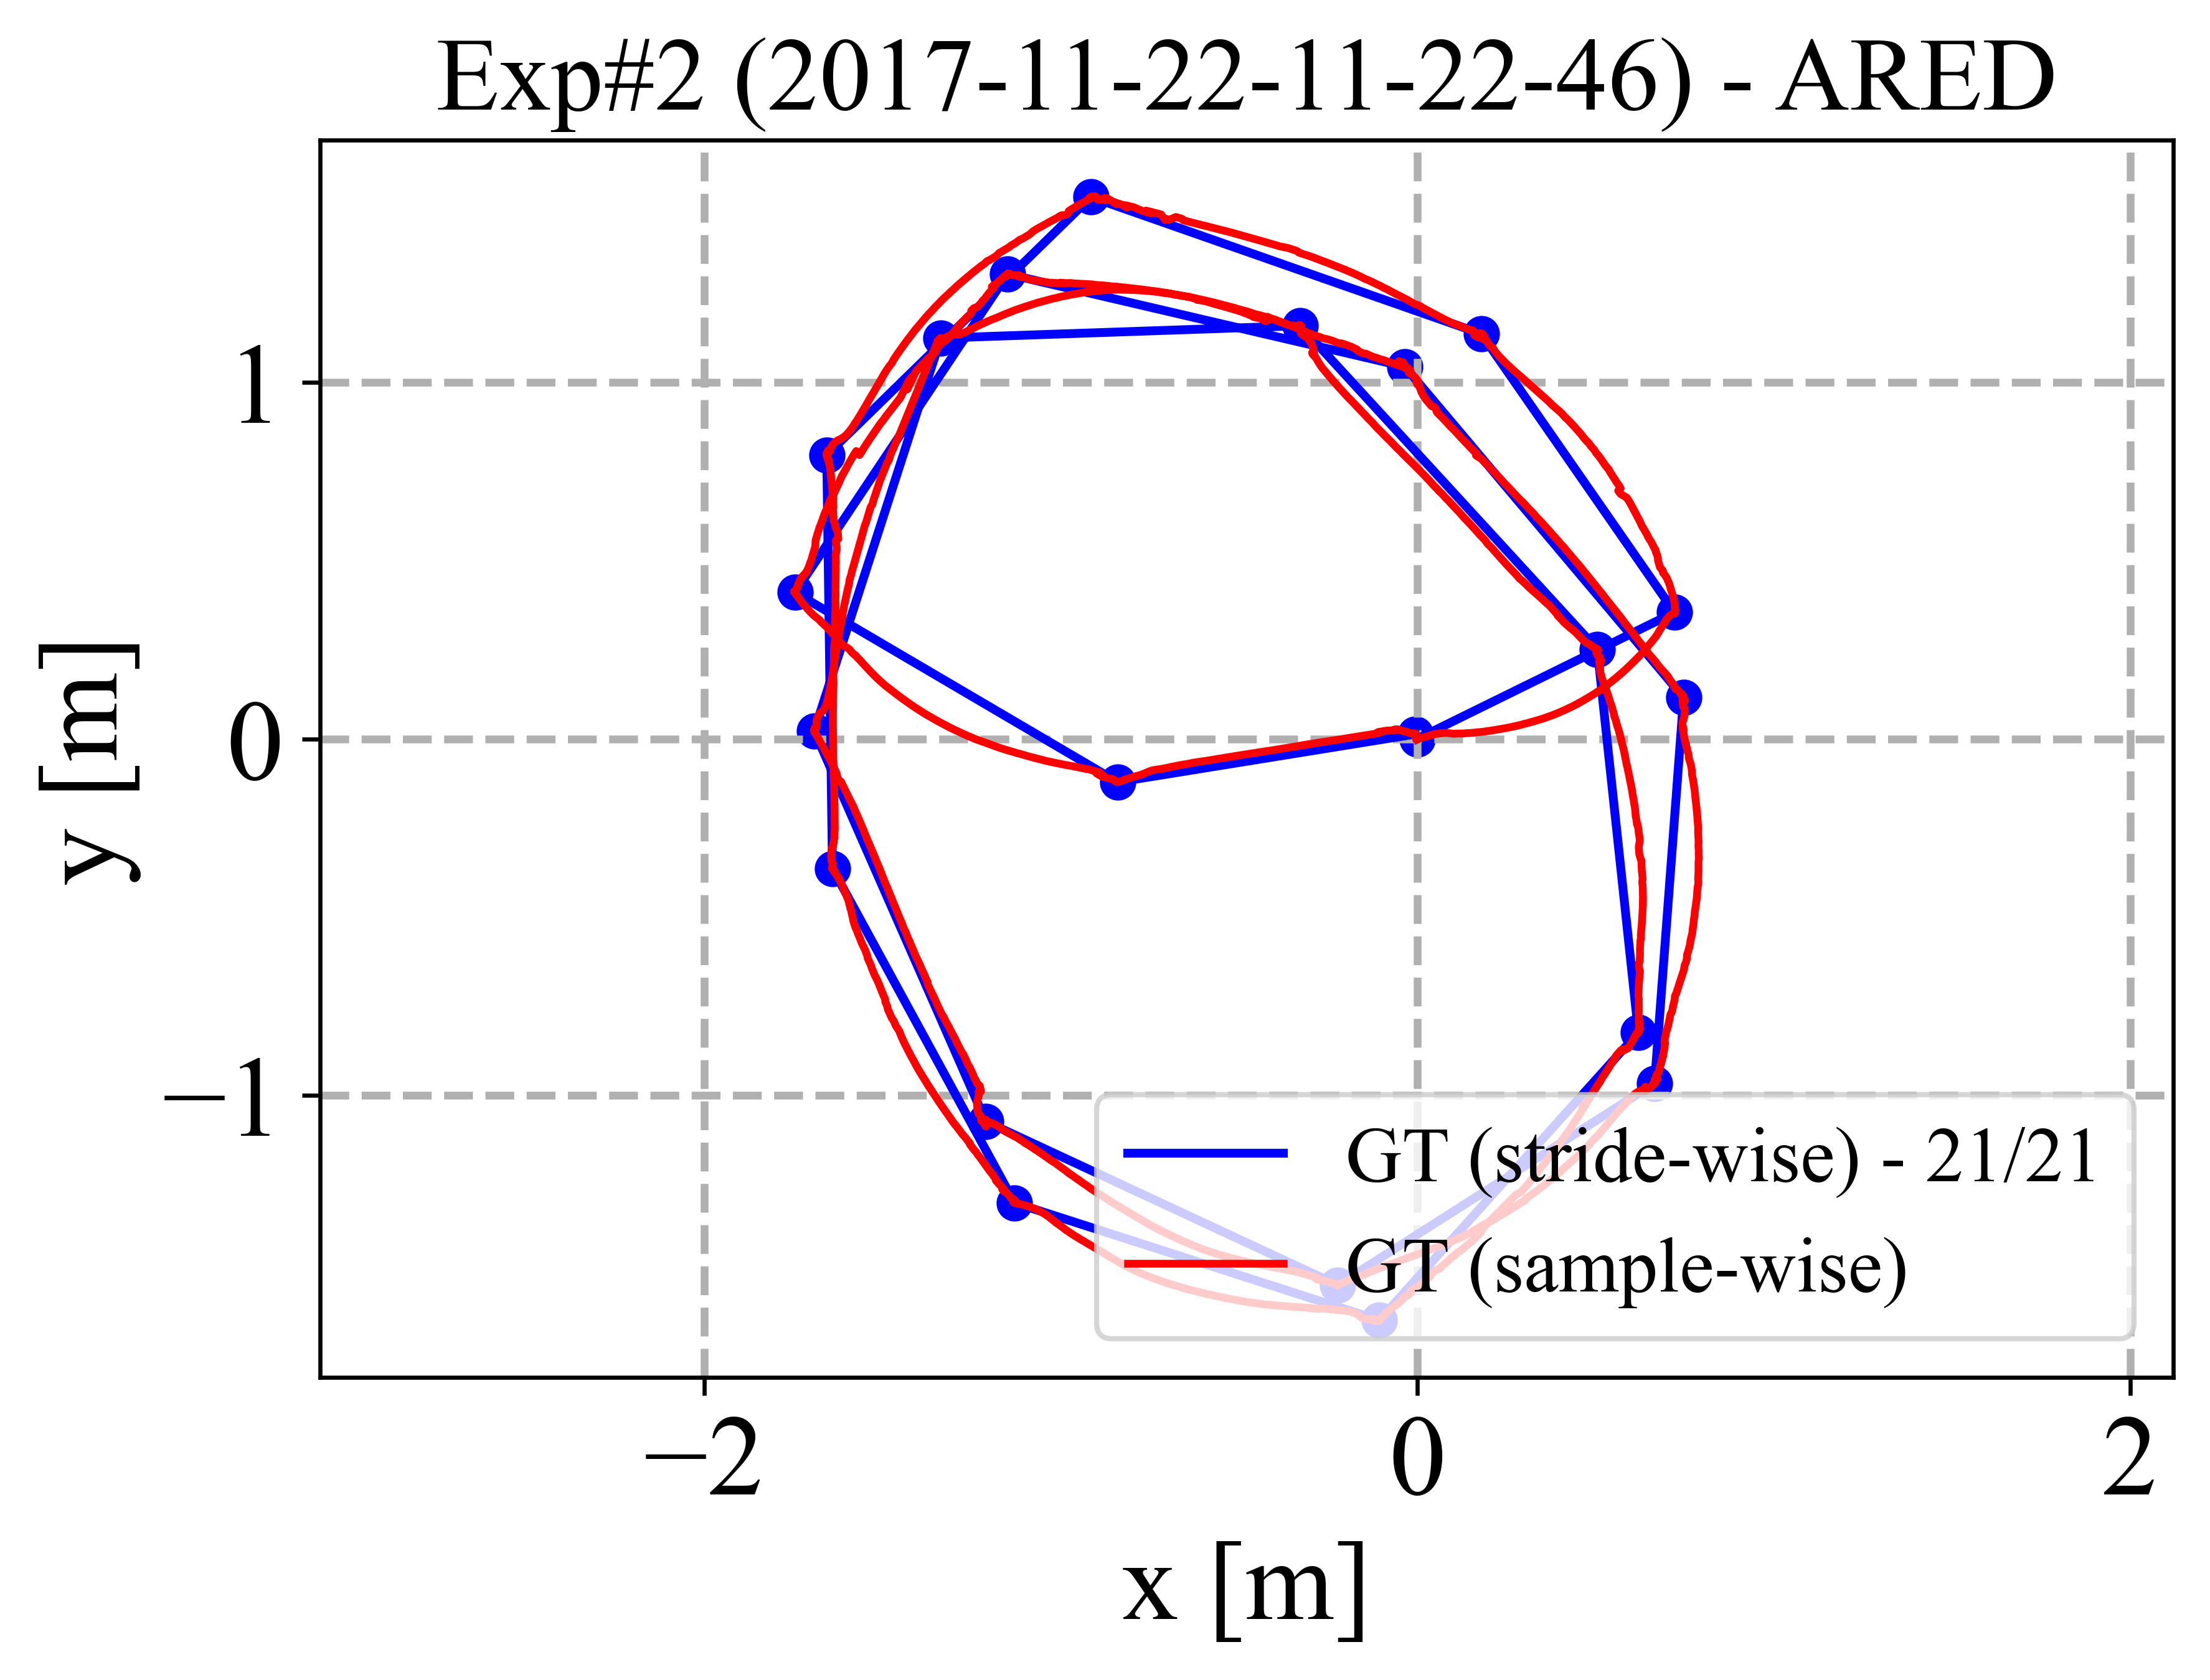 Exp#2 (2017-11-22-11-22-46) - ARED
1
0
−1
y [m]
−2
0
2
x [m]
GT (stride-wise) - 21/21
GT (sample-wise)